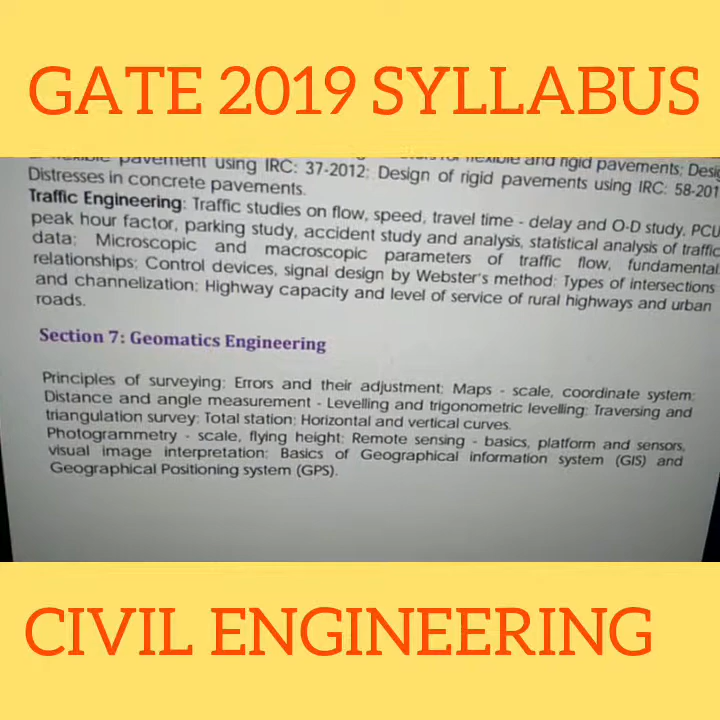 GATE 2019 SYLLABUS
flexible pavement using IRC: 37-2012; Design of rigid pavements using IRC: 58-201
flexible and rigid pavements; Desig
Distresses in concrete pavements.
Traffic Engineering: Traffic studies on flow, speed, travel time - delay and O-D study, PCU
peak hour factor, parking study, accident study and analysis, statistical analysis of traffic
data; Microscopic and macroscopic parameters of traffic flow, fundamental
relationships; Control devices, signal design by Webster's method; Types of intersections
and channelization; Highway capacity and level of service of rural highways and urban
roads.
Section 7: Geomatics Engineering
Principles of surveying; Errors and their adjustment; Maps - scale, coordinate system;
Distance and angle measurement - Levelling and trigonometric levelling; Traversing and
triangulation survey; Total station; Horizontal and vertical curves.
Photogrammetry - scale, flying height; Remote sensing - basics, platform and sensors,
visual image interpretation; Basics of Geographical information system (GIS) and
Geographical Positioning system (GPS).
CIVIL ENGINEERING